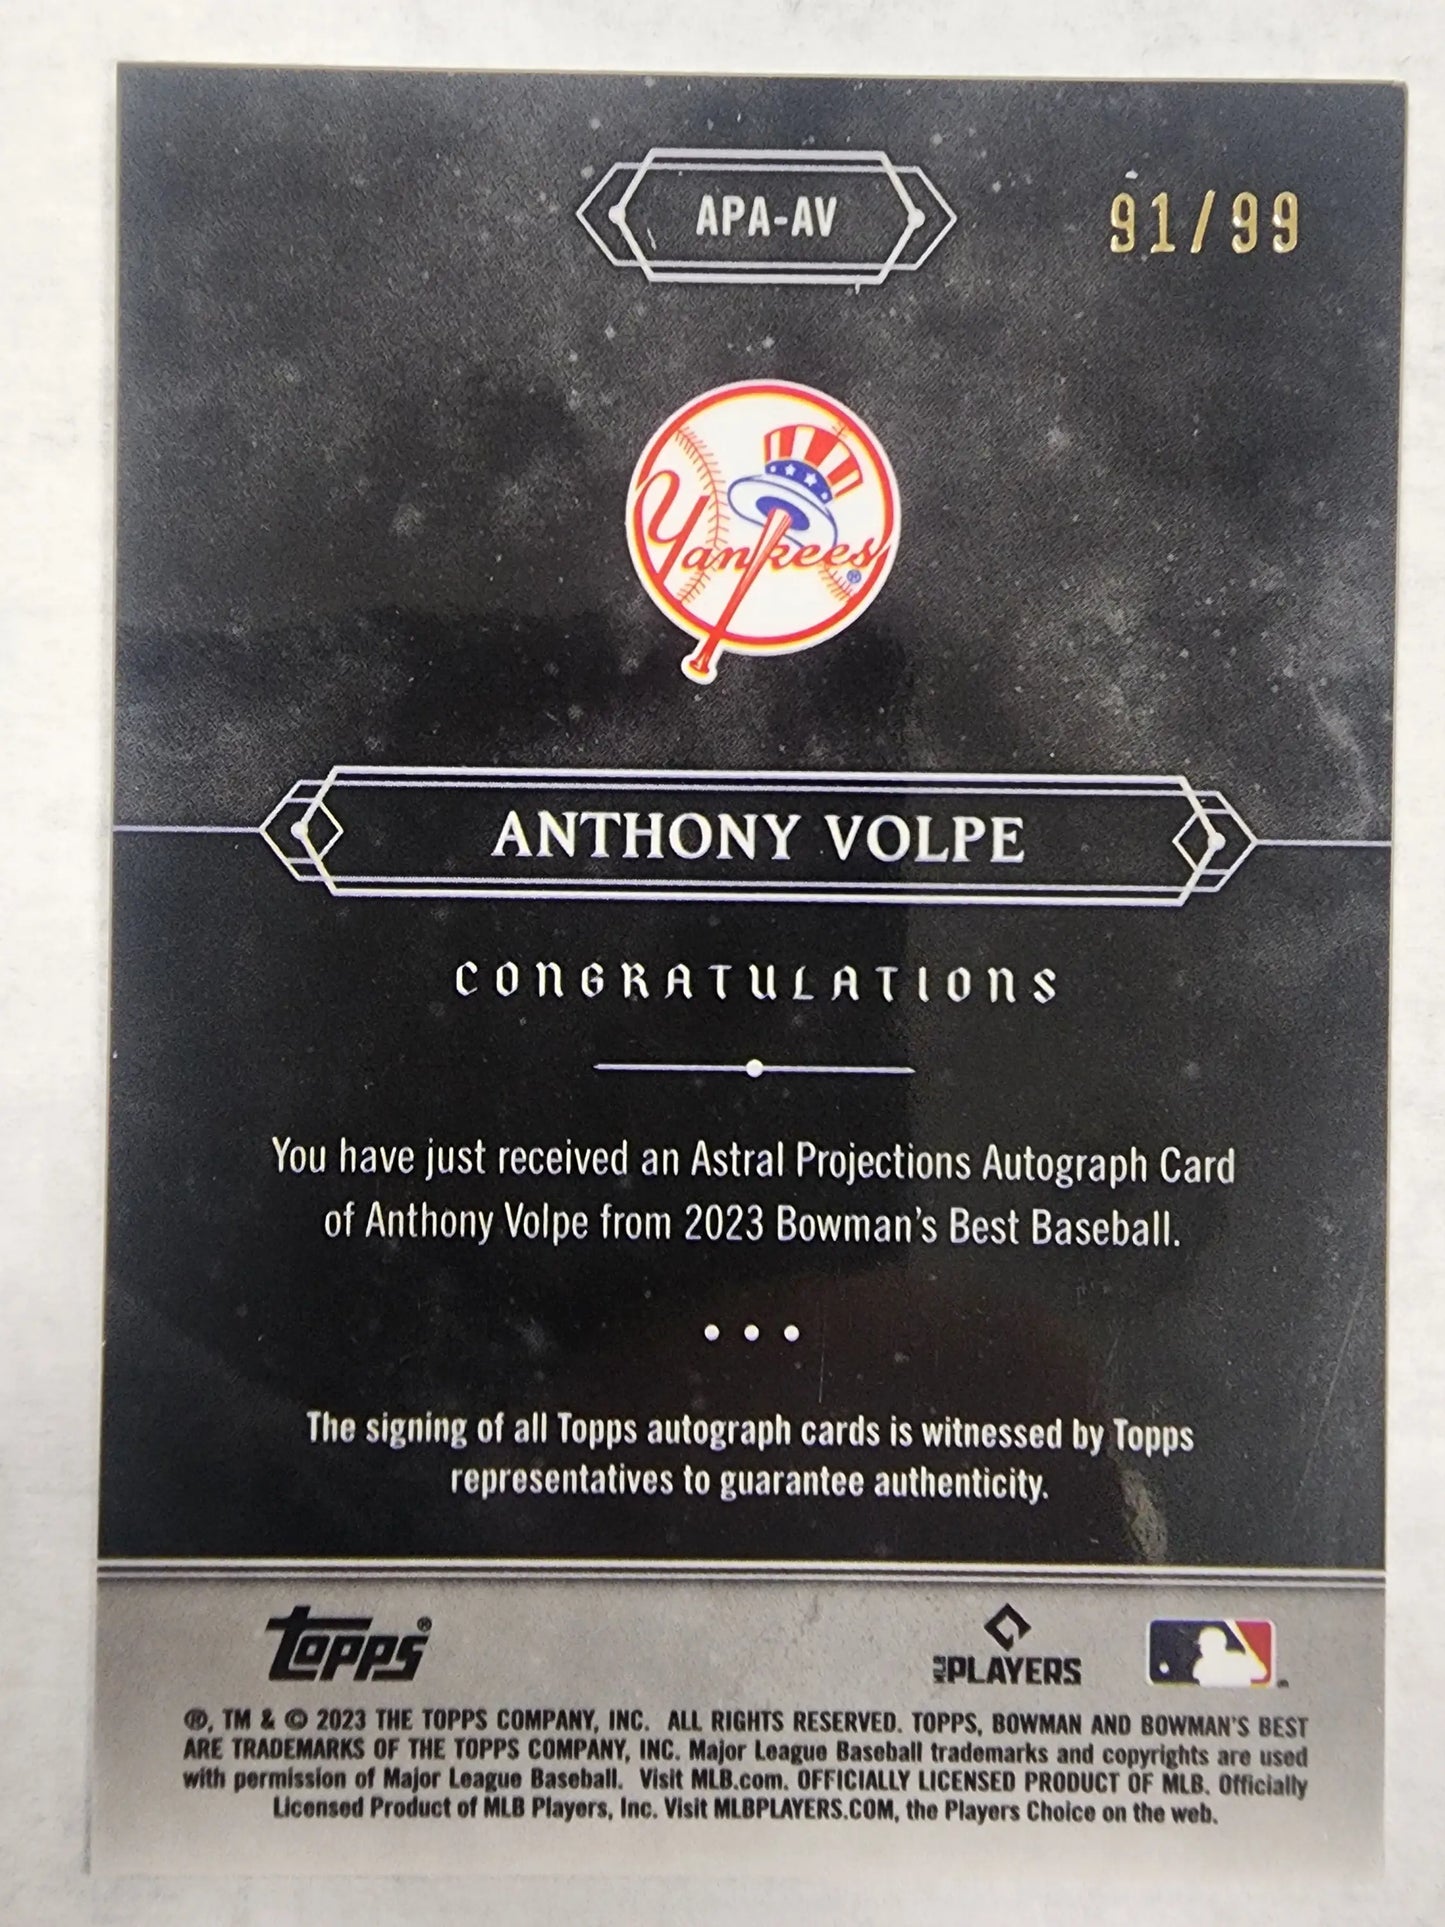 APA-AV
91/99
Yankees®
ANTHONY VOLPE
CONGRATULATIONS
You have just received an Astral Projections Autograph Card
of Anthony Volpe from 2023 Bowman's Best Baseball.
The signing of all Topps autograph cards is witnessed by Topps
representatives to guarantee authenticity.
Topps®
MLB PLAYERS
®, TM & © 2023 THE TOPPS COMPANY, INC. ALL RIGHTS RESERVED. TOPPS, BOWMAN AND BOWMAN'S BEST
ARE TRADEMARKS OF THE TOPPS COMPANY, INC. Major League Baseball trademarks and copyrights are used
with permission of Major League Baseball. Visit MLB.com. OFFICIALLY LICENSED PRODUCT OF MLB. Officially
Licensed Product of MLB Players, Inc. Visit MLBPLAYERS.COM, the Players Choice on the web.